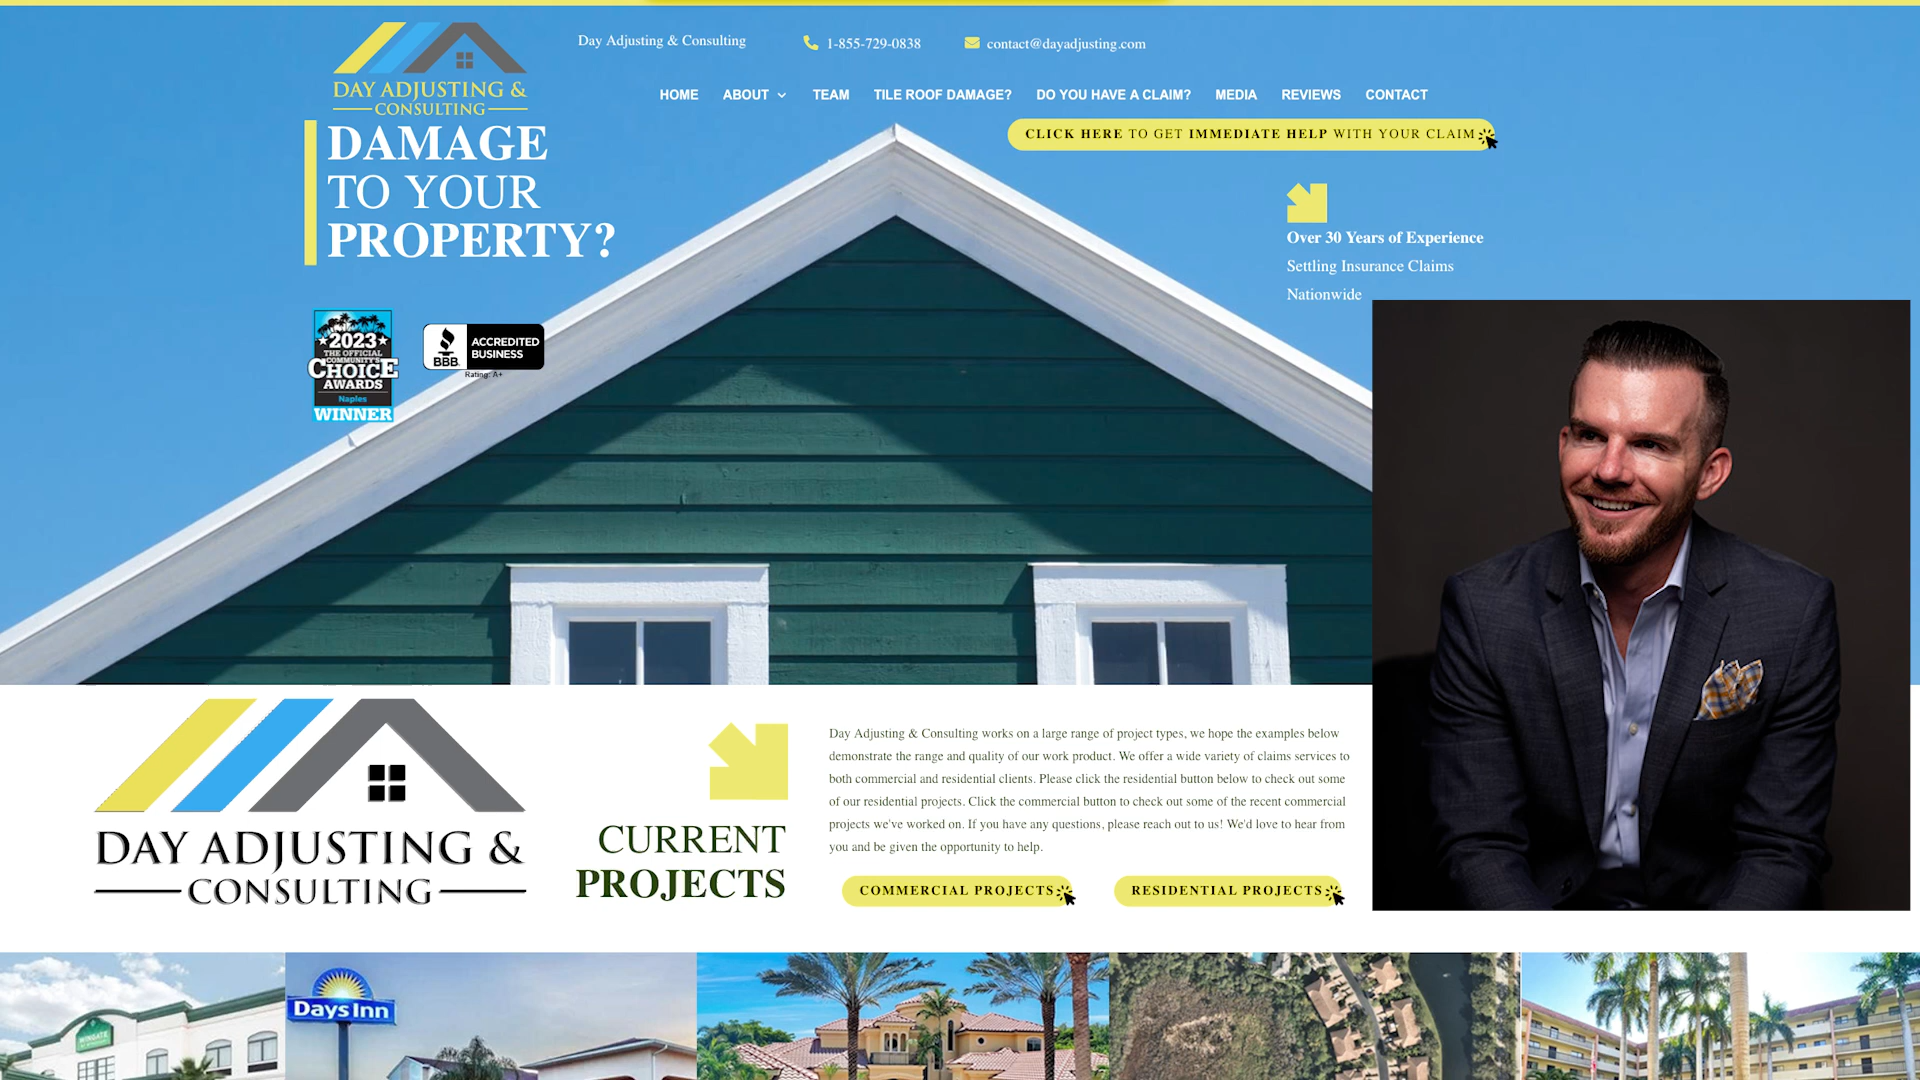 DAY ADJUSTING &
CONSULTING
Day Adjusting & Consulting
1-855-729-0838
contact@dayadjusting.com
HOME
ABOUT
TEAM
TILE ROOF DAMAGE?
DO YOU HAVE A CLAIM?
MEDIA
REVIEWS
CONTACT
CLICK HERE TO GET IMMEDIATE HELP WITH YOUR CLAIM
DAMAGE
TO YOUR
PROPERTY?
Over 30 Years of Experience
Settling Insurance Claims
Nationwide
2023
THE OFFICIAL
COMMUNITY'S
CHOICE
AWARDS
Naples
WINNER
BBB.
ACCREDITED
BUSINESS
Rating: A+
DAY ADJUSTING &
CONSULTING
CURRENT
PROJECTS
Day Adjusting & Consulting works on a large range of project types, we hope the examples below
demonstrate the range and quality of our work product. We offer a wide variety of claims services to
both commercial and residential clients. Please click the residential button below to check out some
of our residential projects. Click the commercial button to check out some of the recent commercial
projects we've worked on. If you have any questions, please reach out to us! We'd love to hear from
you and be given the opportunity to help.
COMMERCIAL PROJECTS
RESIDENTIAL PROJECTS
WINGATE
Days Inn